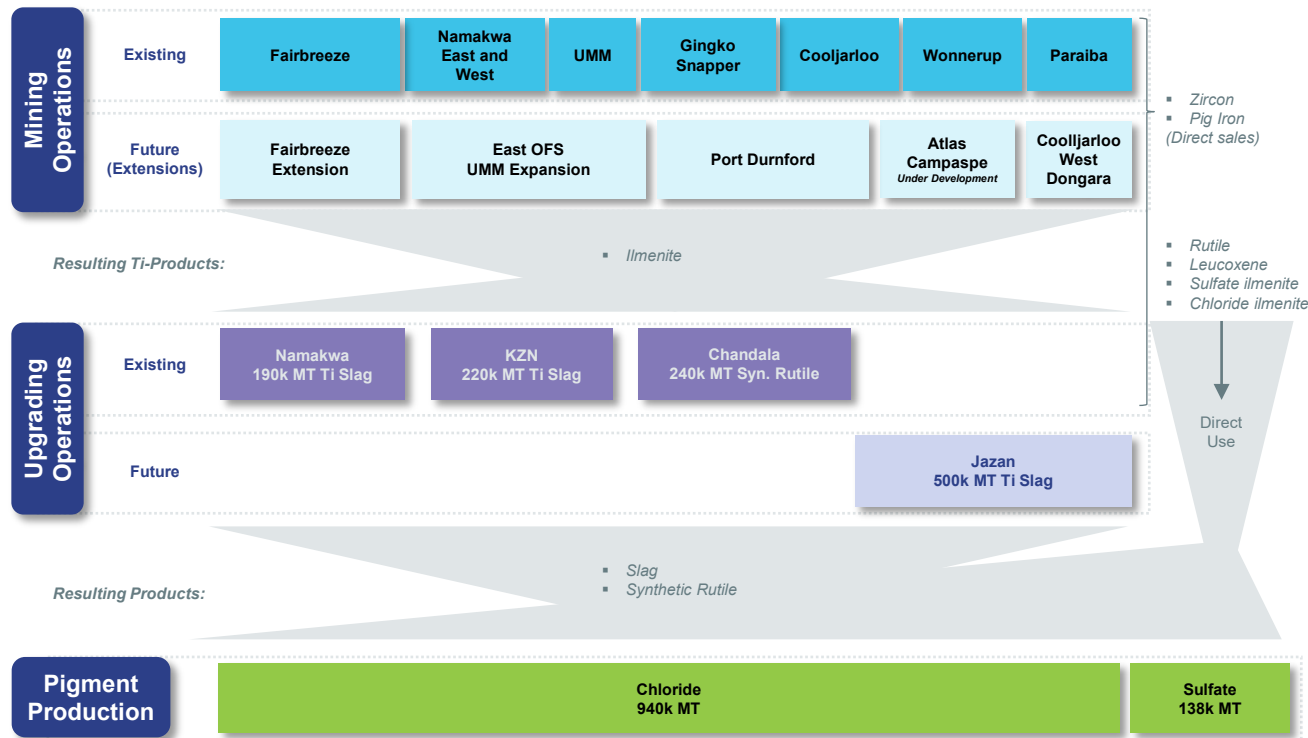 Mining
Operations
Existing
Fairbreeze
Namakwa
East and
West
UMM
Gingko
Snapper
Cooljarloo
Wonnerup
Paraiba
Future
(Extensions)
Fairbreeze
Extension
East OFS
UMM Expansion
Port Durnford
Atlas
Campaspe
Under Development
Coolljarloo
West
Dongara
▪ Zircon
▪ Pig Iron
(Direct sales)
Resulting Ti-Products:
▪ Ilmenite
▪ Rutile
▪ Leucoxene
▪ Sulfate ilmenite
▪ Chloride ilmenite
Upgrading
Operations
Existing
Namakwa
190k MT Ti Slag
KZN
220k MT Ti Slag
Chandala
240k MT Syn. Rutile
Direct
Use
Future
Jazan
500k MT Ti Slag
Resulting Products:
▪ Slag
▪ Synthetic Rutile
Pigment
Production
Chloride
940k MT
Sulfate
138k MT